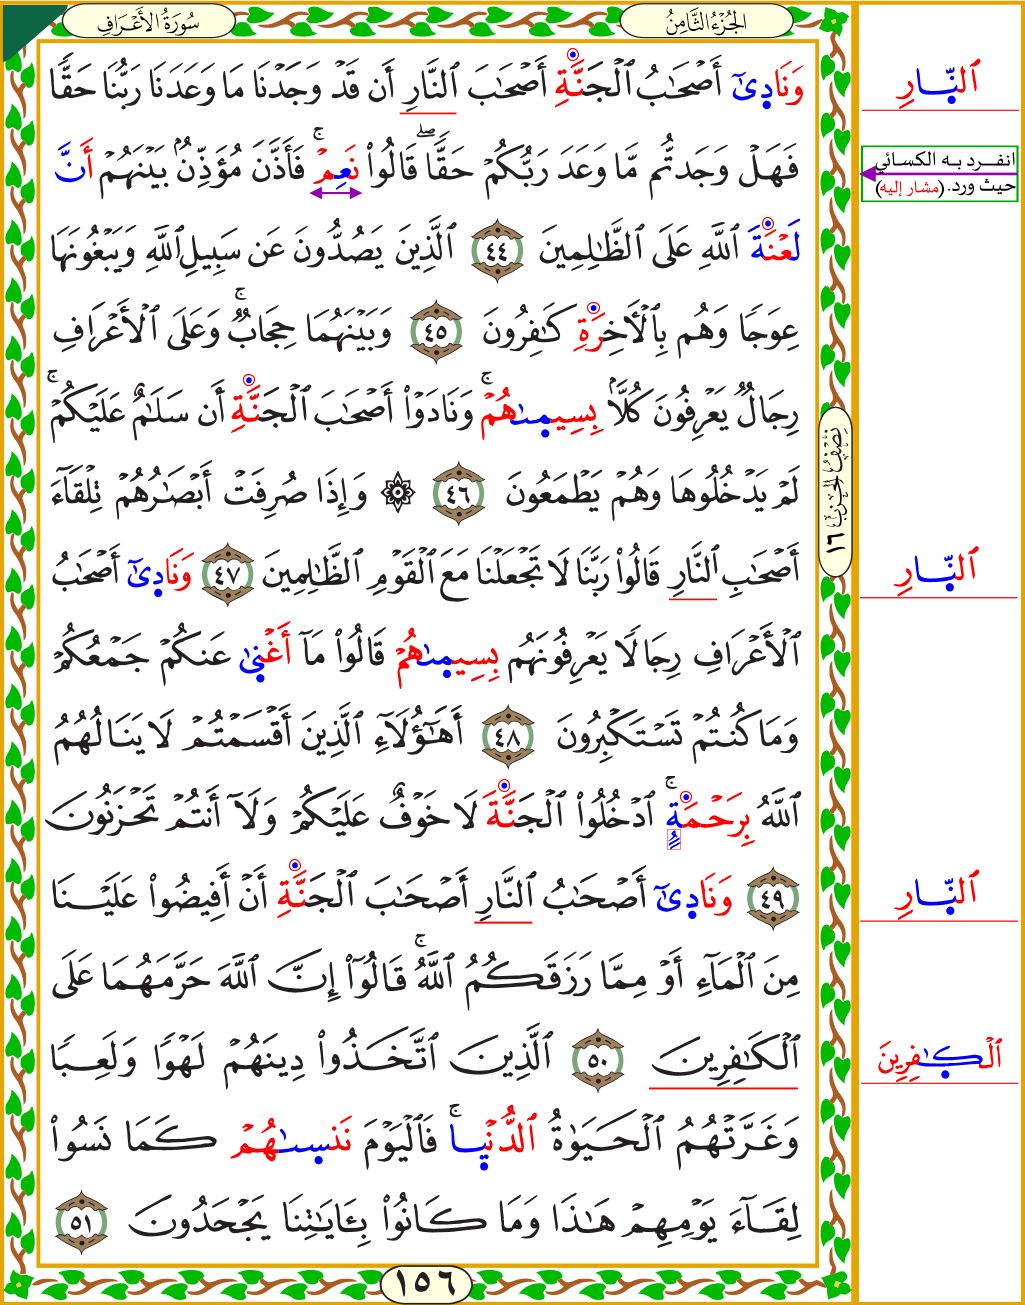 سُورَةُ الأَعْرَافِ
الجُزْءُ الثَّامِنُ
وَنَادِىٰٓ أَصْحَٰبُ ٱلْجَنَّةِ أَصْحَٰبَ ٱلنَّارِ أَن قَدْ وَجَدْنَا مَا وَعَدَنَا رَبُّنَا حَقًّا
فَهَلْ وَجَدتُّم مَّا وَعَدَ رَبُّكُمْ حَقًّاۖ قَالُوا۟ نَعِمْۚ فَأَذَّنَ مُؤَذِّنٌۢ بَيْنَهُمْ أَنَّ
لَعْنَةَ ٱللَّهِ عَلَى ٱلظَّٰلِمِينَ ٤٤ ٱلَّذِينَ يَصُدُّونَ عَن سَبِيلِ ٱللَّهِ وَيَبْغُونَهَا
عِوَجًا وَهُم بِٱلْأَخِرَةِ كَٰفِرُونَ ٤٥ وَبَيْنَهُمَا حِجَابٌۚ وَعَلَى ٱلْأَعْرَافِ
رِجَالٌ يَعْرِفُونَ كُلًّۢا بِسِيمَىٰهُمْۚ وَنَادَوْا۟ أَصْحَٰبَ ٱلْجَنَّةِ أَن سَلَٰمٌ عَلَيْكُمْۚ
لَمْ يَدْخُلُوهَا وَهُمْ يَطْمَعُونَ ٤٦ ۞ وَإِذَا صُرِفَتْ أَبْصَٰرُهُمْ تِلْقَآءَ
أَصْحَٰبِ ٱلنَّارِ قَالُوا۟ رَبَّنَا لَا تَجْعَلْنَا مَعَ ٱلْقَوْمِ ٱلظَّٰلِمِينَ ٤٧ وَنَادِىٰٓ أَصْحَٰبُ
ٱلْأَعْرَافِ رِجَالًا يَعْرِفُونَهُم بِسِيمَىٰهُمْ قَالُوا۟ مَآ أَغْنِىٰ عَنكُمْ جَمْعُكُمْ
وَمَا كُنتُمْ تَسْتَكْبِرُونَ ٤٨ أَهَٰٓؤُلَآءِ ٱلَّذِينَ أَقْسَمْتُمْ لَا يَنَالُهُمُ
ٱللَّهُ بِرَحْمَةٍۚ ٱدْخُلُوا۟ ٱلْجَنَّةَ لَا خَوْفٌ عَلَيْكُمْ وَلَآ أَنتُمْ تَحْزَنُونَ
٤٩ وَنَادِىٰٓ أَصْحَٰبُ ٱلنَّارِ أَصْحَٰبَ ٱلْجَنَّةِ أَنْ أَفِيضُوا۟ عَلَيْنَا
مِنَ ٱلْمَآءِ أَوْ مِمَّا رَزَقَكُمُ ٱللَّهُۚ قَالُوٓا۟ إِنَّ ٱللَّهَ حَرَّمَهُمَا عَلَى
ٱلْكَٰفِرِينَ ٥٠ ٱلَّذِينَ ٱتَّخَذُوا۟ دِينَهُمْ لَهْوًا وَلَعِبًا
وَغَرَّتْهُمُ ٱلْحَيَوٰةُ ٱلدُّنْيِاۚ فَٱلْيَوْمَ نَنسِىٰهُمْ كَمَا نَسُوا۟
لِقَآءَ يَوْمِهِمْ هَٰذَا وَمَا كَانُوا۟ بِـَٔايَٰتِنَا يَجْحَدُونَ ٥١
١٥٦
نِصْفُ الحِزْبِ ١٦
ٱلنّارِ
انفرد به الكسائي
حيث ورد. (مشار إليه)
ٱلنّارِ
ٱلنّارِ
ٱلْكٰفِرِينَ